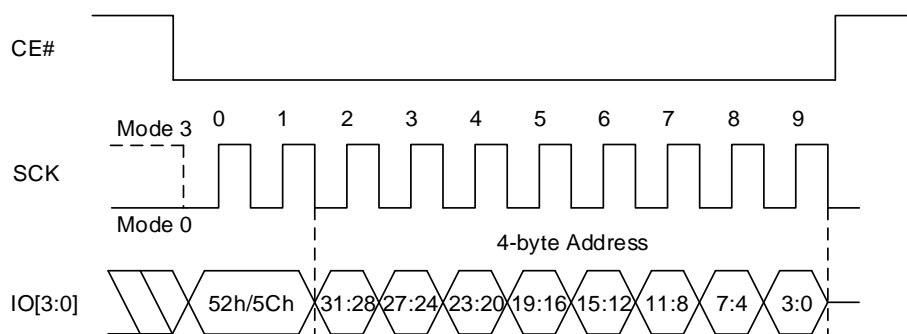 CE#
0 1 2 3 4 5 6 7 8 9
Mode 3
SCK
Mode 0
4-byte Address
IO[3:0] 52h/5Ch 31:28 27:24 23:20 19:16 15:12 11:8 7:4 3:0